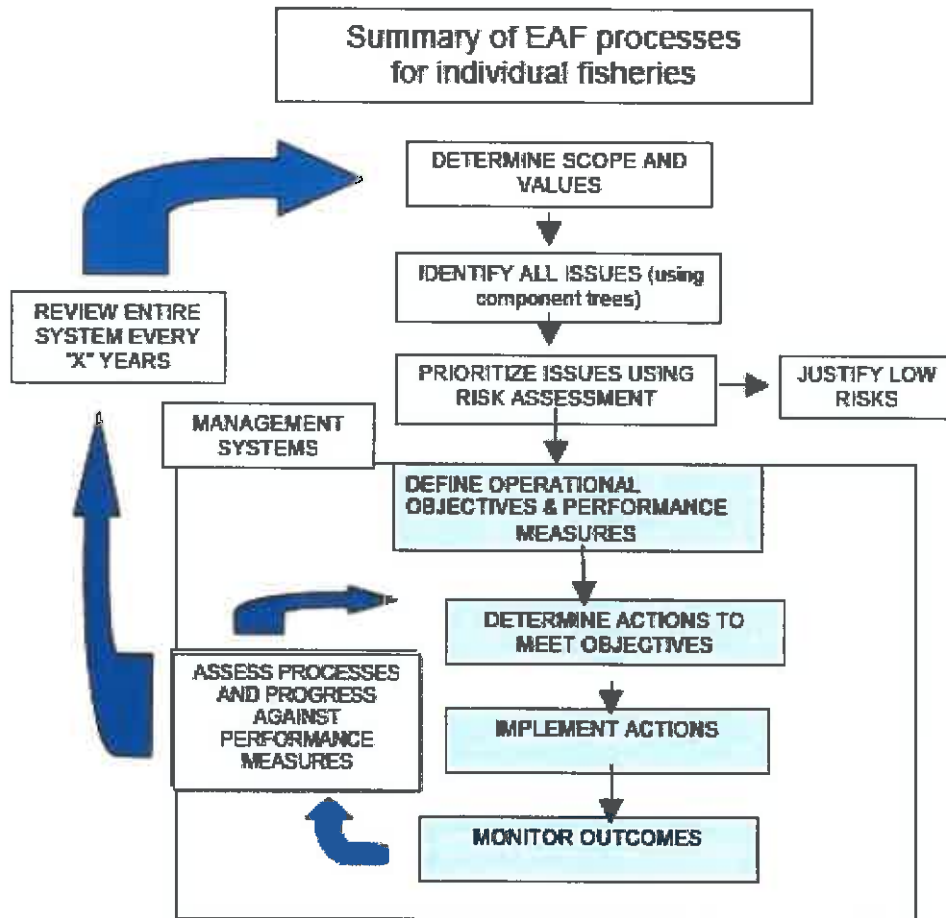 Summary of EAF processes
for individual fisheries
DETERMINE SCOPE AND
VALUES
IDENTIFY ALL ISSUES (using
component trees)
REVIEW ENTIRE
SYSTEM EVERY
"X" YEARS
PRIORITIZE ISSUES USING
RISK ASSESSMENT
JUSTIFY LOW
RISKS
MANAGEMENT
SYSTEMS
DEFINE OPERATIONAL
OBJECTIVES & PERFORMANCE
MEASURES
DETERMINE ACTIONS TO
MEET OBJECTIVES
ASSESS PROCESSES
AND PROGRESS
AGAINST
PERFORMANCE
MEASURES
IMPLEMENT ACTIONS
MONITOR OUTCOMES